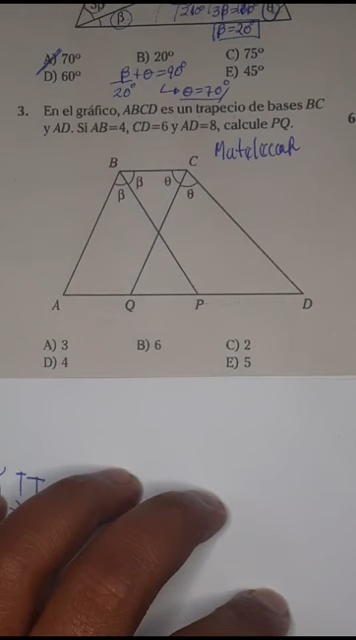 3β β θ
β=20°
A) 70° B) 20° C) 75°
D) 60° β+θ=90° E) 45°
20° ↳θ=70°
3. En el gráfico, ABCD es un trapecio de bases BC
y AD. Si AB=4, CD=6 y AD=8, calcule PQ.
6
B C
β θ
β θ
A Q P D
A) 3 B) 6 C) 2
D) 4 E) 5